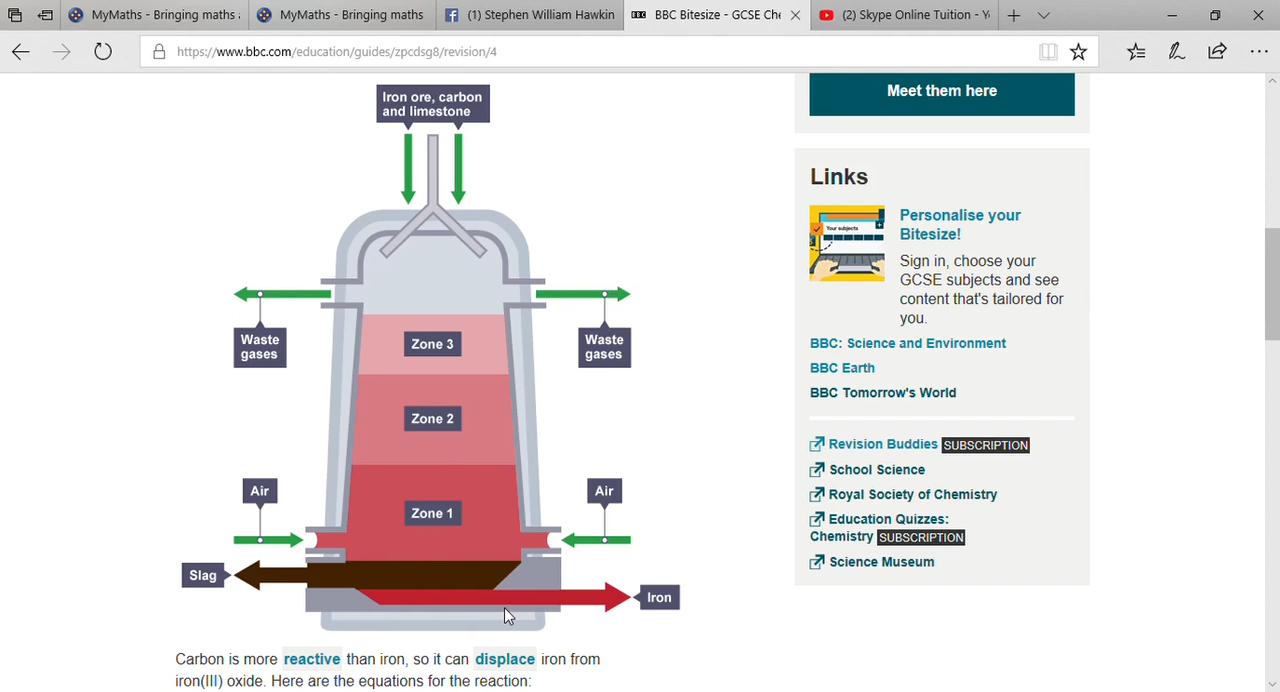 MyMaths - Bringing maths a
MyMaths - Bringing maths
(1) Stephen William Hawkin
BBC Bitesize - GCSE Che
(2) Skype Online Tuition - Yo
https://www.bbc.com/education/guides/zpcdsg8/revision/4
Iron ore, carbon
and limestone
Waste
gases
Waste
gases
Zone 3
Zone 2
Zone 1
Air
Air
Slag
Iron
Carbon is more reactive than iron, so it can displace iron from
iron(III) oxide. Here are the equations for the reaction:
Meet them here
Links
Personalise your
Bitesize!
Sign in, choose your
GCSE subjects and see
content that's tailored for
you.
BBC: Science and Environment
BBC Earth
BBC Tomorrow's World
Revision Buddies SUBSCRIPTION
School Science
Royal Society of Chemistry
Education Quizzes:
Chemistry SUBSCRIPTION
Science Museum
Your subjects